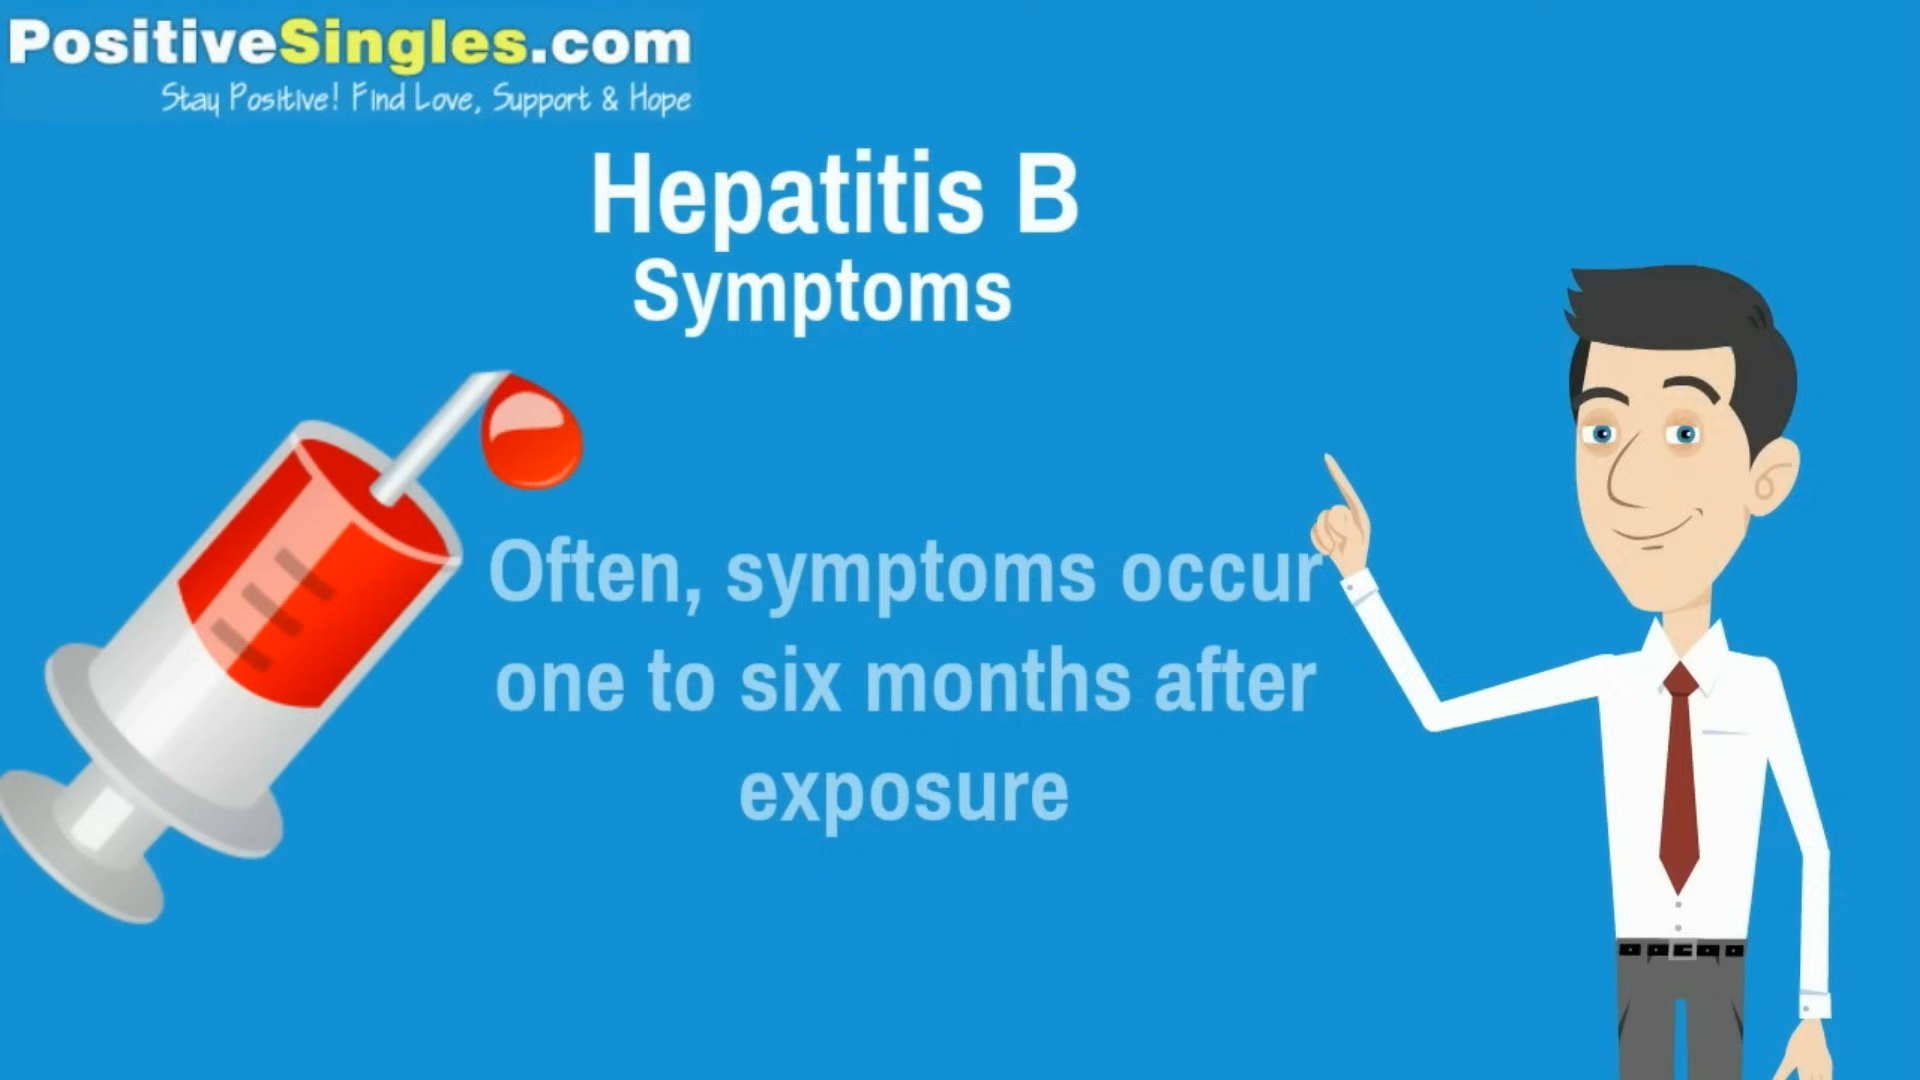 PositiveSingles.com
Stay Positive! Find Love, Support & Hope
Hepatitis B
Symptoms
Often, symptoms occur
one to six months after
exposure